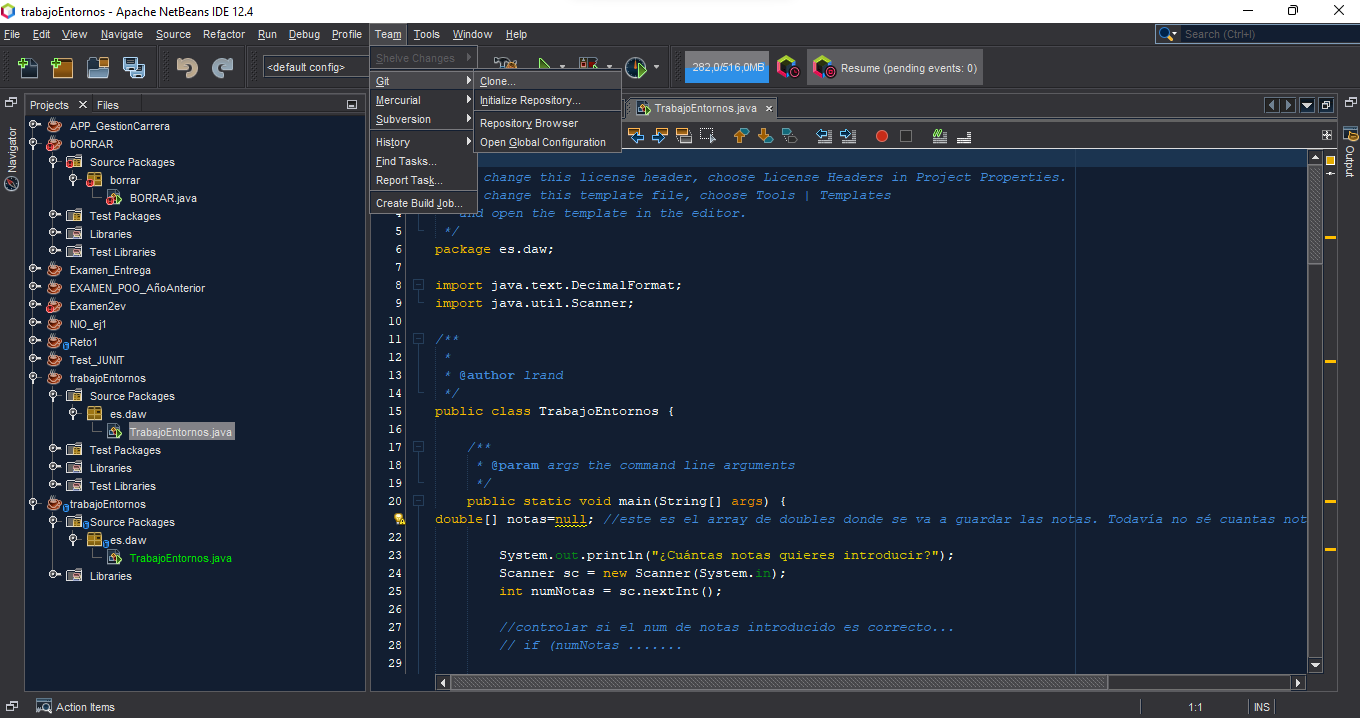 trabajoEntornos - Apache NetBeans IDE 12.4
File Edit View Navigate Source Refactor Run Debug Profile Team Tools Window Help
Search (Ctrl+I)
<default config>
282,0/516,0MB
Resume (pending events: 0)
Shelve Changes
Git
Mercurial
Subversion
History
Find Tasks...
Report Task...
Create Build Job...
Clone...
Initialize Repository...
Repository Browser
Open Global Configuration
Navigator
Projects
Files
APP_GestionCarrera
bORRAR
Source Packages
borrar
BORRAR.java
Test Packages
Libraries
Test Libraries
Examen_Entrega
EXAMEN_POO_AñoAnterior
Examen2ev
NIO_ej1
Reto1
Test_JUNIT
trabajoEntornos
Source Packages
es.daw
TrabajoEntornos.java
Test Packages
Libraries
Test Libraries
trabajoEntornos
Source Packages
es.daw
TrabajoEntornos.java
Libraries
TrabajoEntornos.java
Output
change this license header, choose License Headers in Project Properties.
change this template file, choose Tools | Templates
4 and open the template in the editor.
5 */
6 package es.daw;
7
8 import java.text.DecimalFormat;
9 import java.util.Scanner;
10
11 /**
12 *
13 * @author lrand
14 */
15 public class TrabajoEntornos {
16
17 /**
18 * @param args the command line arguments
19 */
20 public static void main(String[] args) {
double[] notas=null; //este es el array de doubles donde se va a guardar las notas. Todavía no sé cuantas not
22
23 System.out.println("¿Cuántas notas quieres introducir?");
24 Scanner sc = new Scanner(System.in);
25 int numNotas = sc.nextInt();
26
27 //controlar si el num de notas introducido es correcto...
28 // if (numNotas .......
29
Action Items
1:1
INS